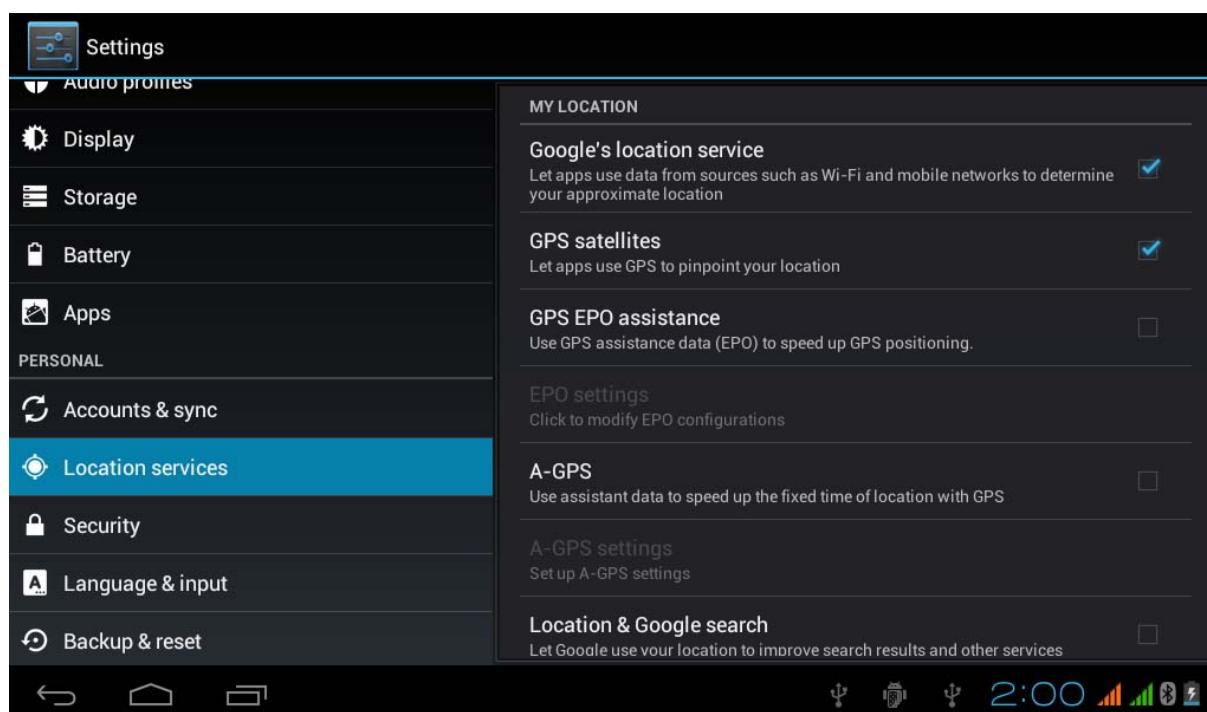 Settings
Audio profiles
Display
Storage
Battery
Apps
PERSONAL
Accounts & sync
Location services
Security
Language & input
Backup & reset
MY LOCATION
Google's location service
Let apps use data from sources such as Wi-Fi and mobile networks to determine
your approximate location
GPS satellites
Let apps use GPS to pinpoint your location
GPS EPO assistance
Use GPS assistance data (EPO) to speed up GPS positioning.
EPO settings
Click to modify EPO configurations
A-GPS
Use assistant data to speed up the fixed time of location with GPS
A-GPS settings
Set up A-GPS settings
Location & Google search
Let Google use your location to improve search results and other services
2:00